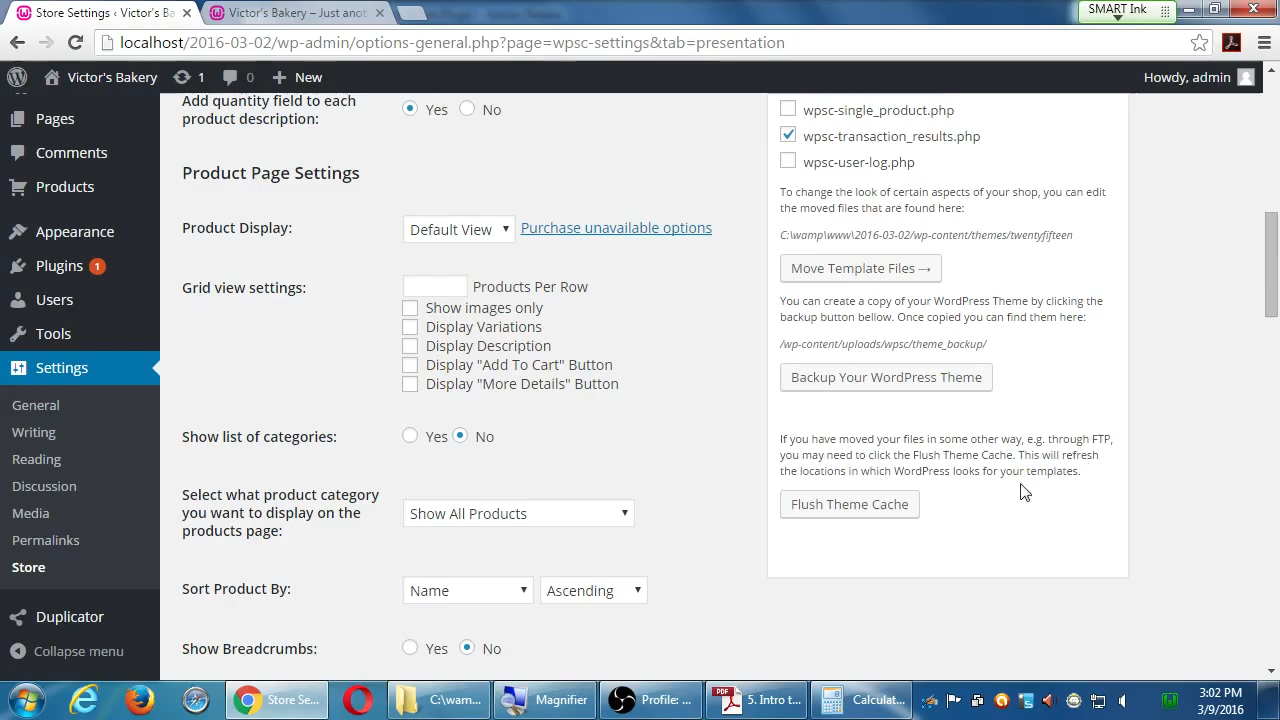 Store Settings ‹ Victor's Ba
Victor's Bakery – Just anot
SMART Ink
localhost/2016-03-02/wp-admin/options-general.php?page=wpsc-settings&tab=presentation
Victor's Bakery
1
0
New
Howdy, admin
Pages
Comments
Products
Appearance
Plugins 1
Users
Tools
Settings
General
Writing
Reading
Discussion
Media
Permalinks
Store
Duplicator
Collapse menu
Add quantity field to each
product description:
Yes No
Product Page Settings
Product Display:
Default View
Purchase unavailable options
Grid view settings:
Products Per Row
Show images only
Display Variations
Display Description
Display "Add To Cart" Button
Display "More Details" Button
Show list of categories:
Yes No
Select what product category
you want to display on the
products page:
Show All Products
Sort Product By:
Name
Ascending
Show Breadcrumbs:
Yes No
wpsc-single_product.php
wpsc-transaction_results.php
wpsc-user-log.php
To change the look of certain aspects of your shop, you can edit
the moved files that are found here:
C:\wamp\www\2016-03-02/wp-content/themes/twentyfifteen
Move Template Files →
You can create a copy of your WordPress Theme by clicking the
backup button bellow. Once copied you can find them here:
/wp-content/uploads/wpsc/theme_backup/
Backup Your WordPress Theme
If you have moved your files in some other way, e.g. through FTP,
you may need to click the Flush Theme Cache. This will refresh
the locations in which WordPress looks for your templates.
Flush Theme Cache
Store Se...
C:\wam...
Magnifier
Profile: ...
5. Intro t...
Calculat...
3:02 PM
3/9/2016